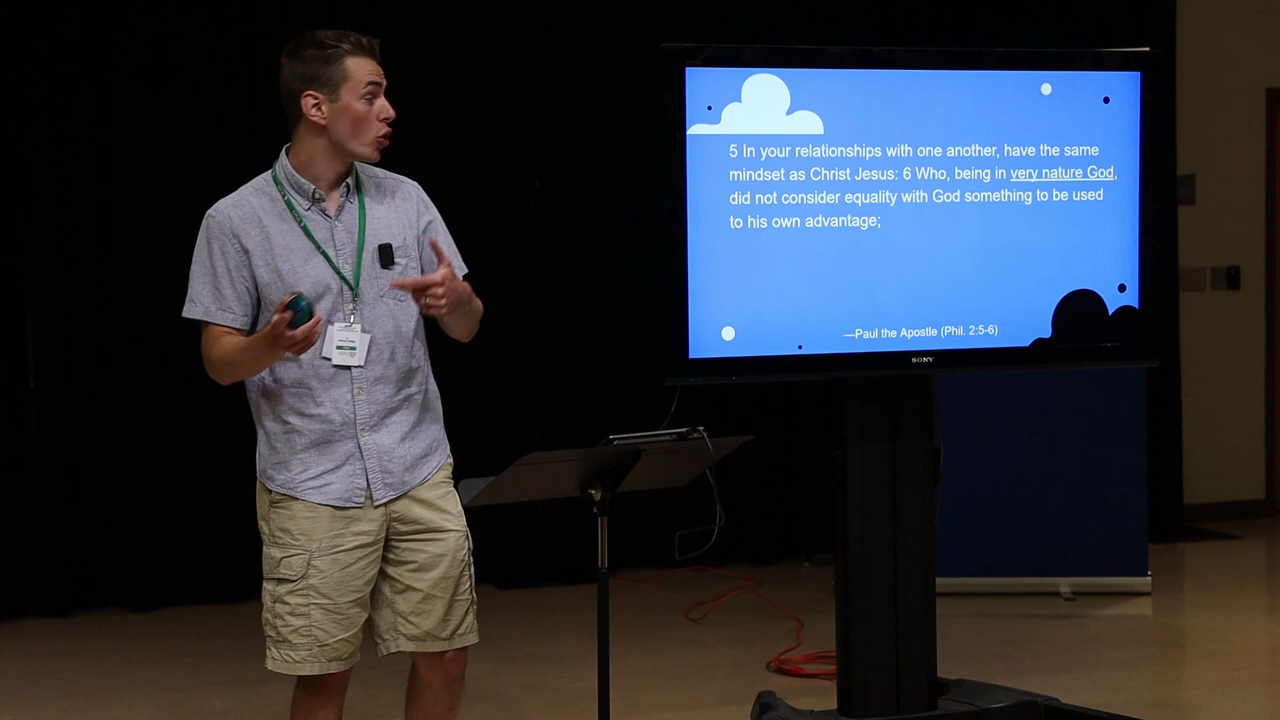 5 In your relationships with one another, have the same
mindset as Christ Jesus: 6 Who, being in very nature God,
did not consider equality with God something to be used
to his own advantage;
—Paul the Apostle (Phil. 2:5-6)
SONY